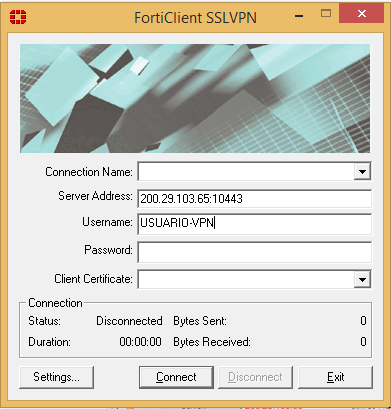 FortiClient SSLVPN
Connection Name:
Server Address: 200.29.103.65:10443
Username: USUARIO-VPN
Password:
Client Certificate:
Connection
Status: Disconnected Bytes Sent: 0
Duration: 00:00:00 Bytes Received: 0
Settings... Connect Disconnect Exit